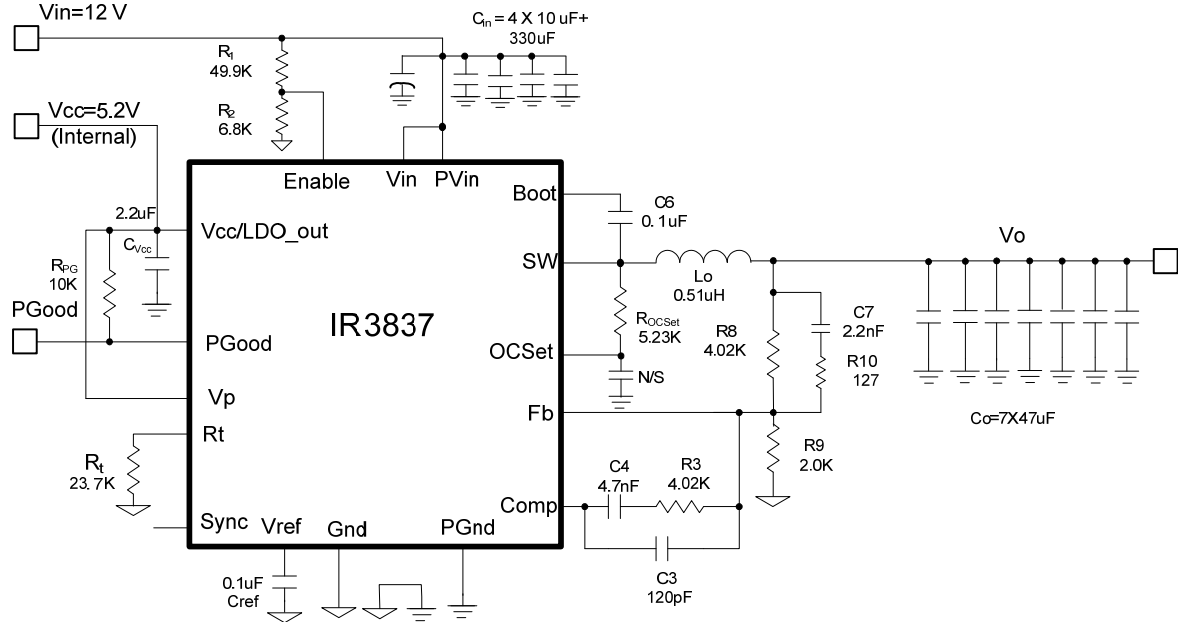 Vin=12 V
Cin = 4 X 10 uF+
330uF
R1
49.9K
R2
6.8K
Vcc=5.2V
(Internal)
Enable
Vin
PVin
Boot
C6
0.1uF
2.2uF
CVcc
Vcc/LDO_out
RPG
10K
SW
Lo
0.51uH
Vo
PGood
IR3837
PGood
ROCSet
5.23K
OCSet
N/S
R8
4.02K
C7
2.2nF
R10
127
Vp
Fb
Co=7X47uF
Rt
Rt
23.7K
R9
2.0K
C4
4.7nF
R3
4.02K
Comp
Sync
Vref
Gnd
PGnd
0.1uF
Cref
C3
120pF